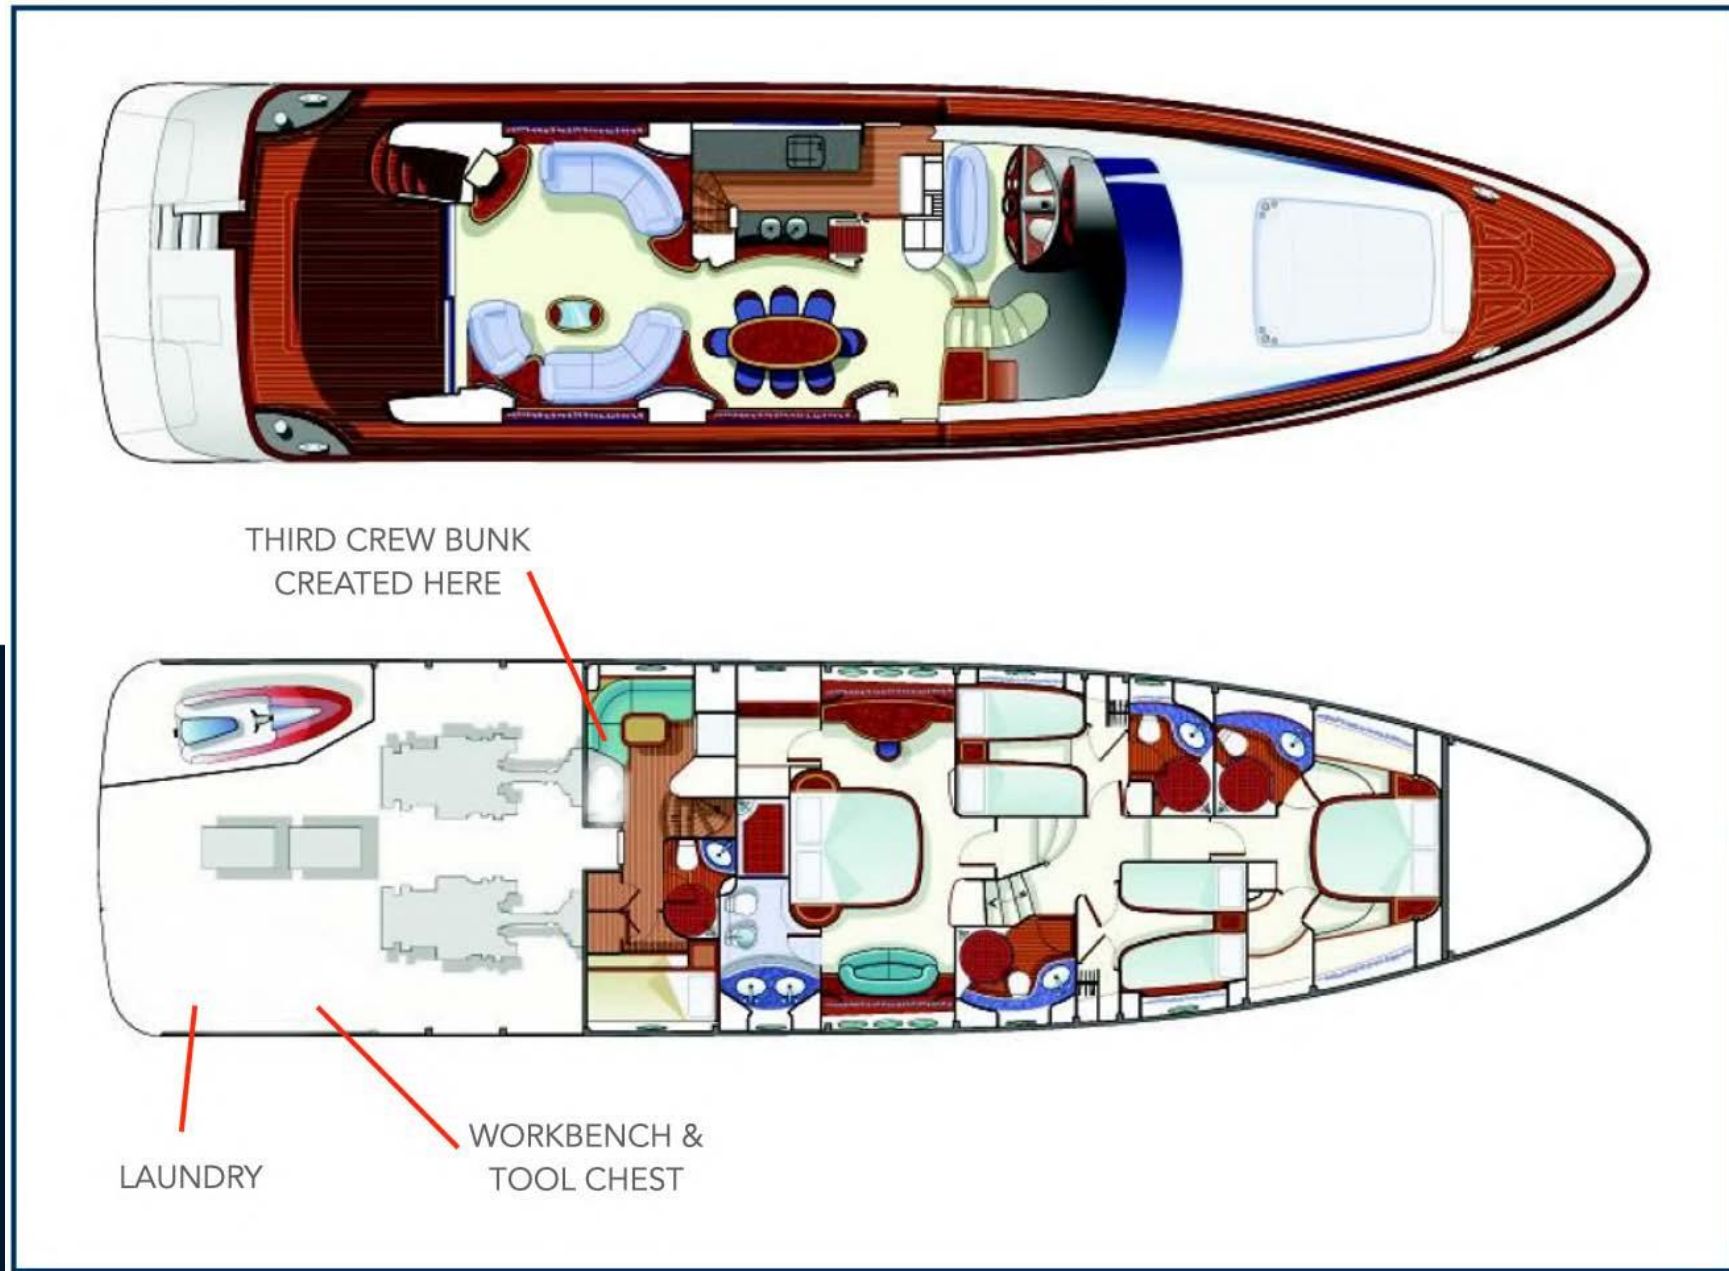 THIRD CREW BUNK
CREATED HERE
LAUNDRY
WORKBENCH &
TOOL CHEST